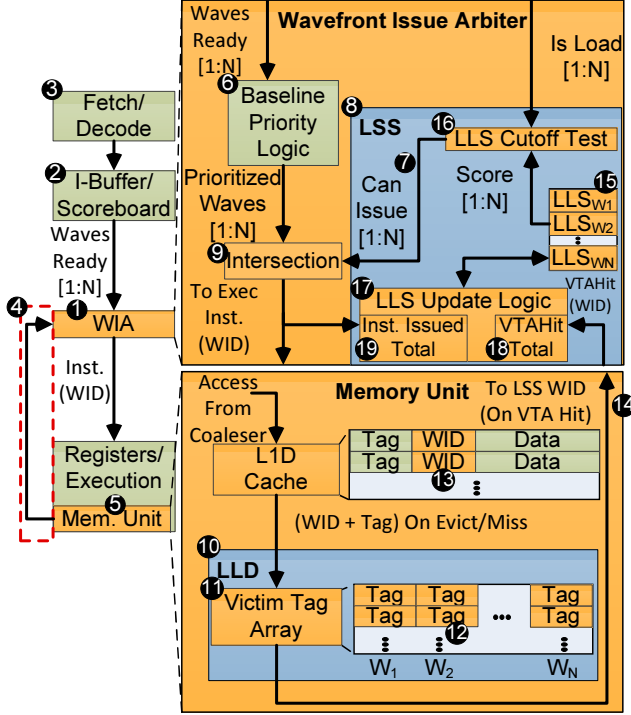 3
Fetch/
Decode
2
I-Buffer/
Scoreboard
Waves
Ready
[1:N]
1
WIA
4
Inst.
(WID)
Registers/
Execution
5
Mem. Unit
Wavefront Issue Arbiter
Waves
Ready
[1:N]
Is Load
[1:N]
6
Baseline
Priority
Logic
8
LSS
16
LLS Cutoff Test
7
Can
Issue
[1:N]
Score
[1:N]
15
LLSW1
LLSW2
LLSWN
Prioritized
Waves
[1:N]
9
Intersection
To Exec
Inst.
(WID)
17
LLS Update Logic
VTAHit
(WID)
Inst. Issued
19 Total
VTAHit
18 Total
Memory Unit
Access
From
Coaleser
To LSS WID
(On VTA Hit)
14
L1D
Cache
Tag WID Data
Tag WID Data
13
(WID + Tag) On Evict/Miss
10
LLD
11
Victim Tag
Array
Tag Tag ... Tag
Tag Tag Tag
12
W1 W2 WN